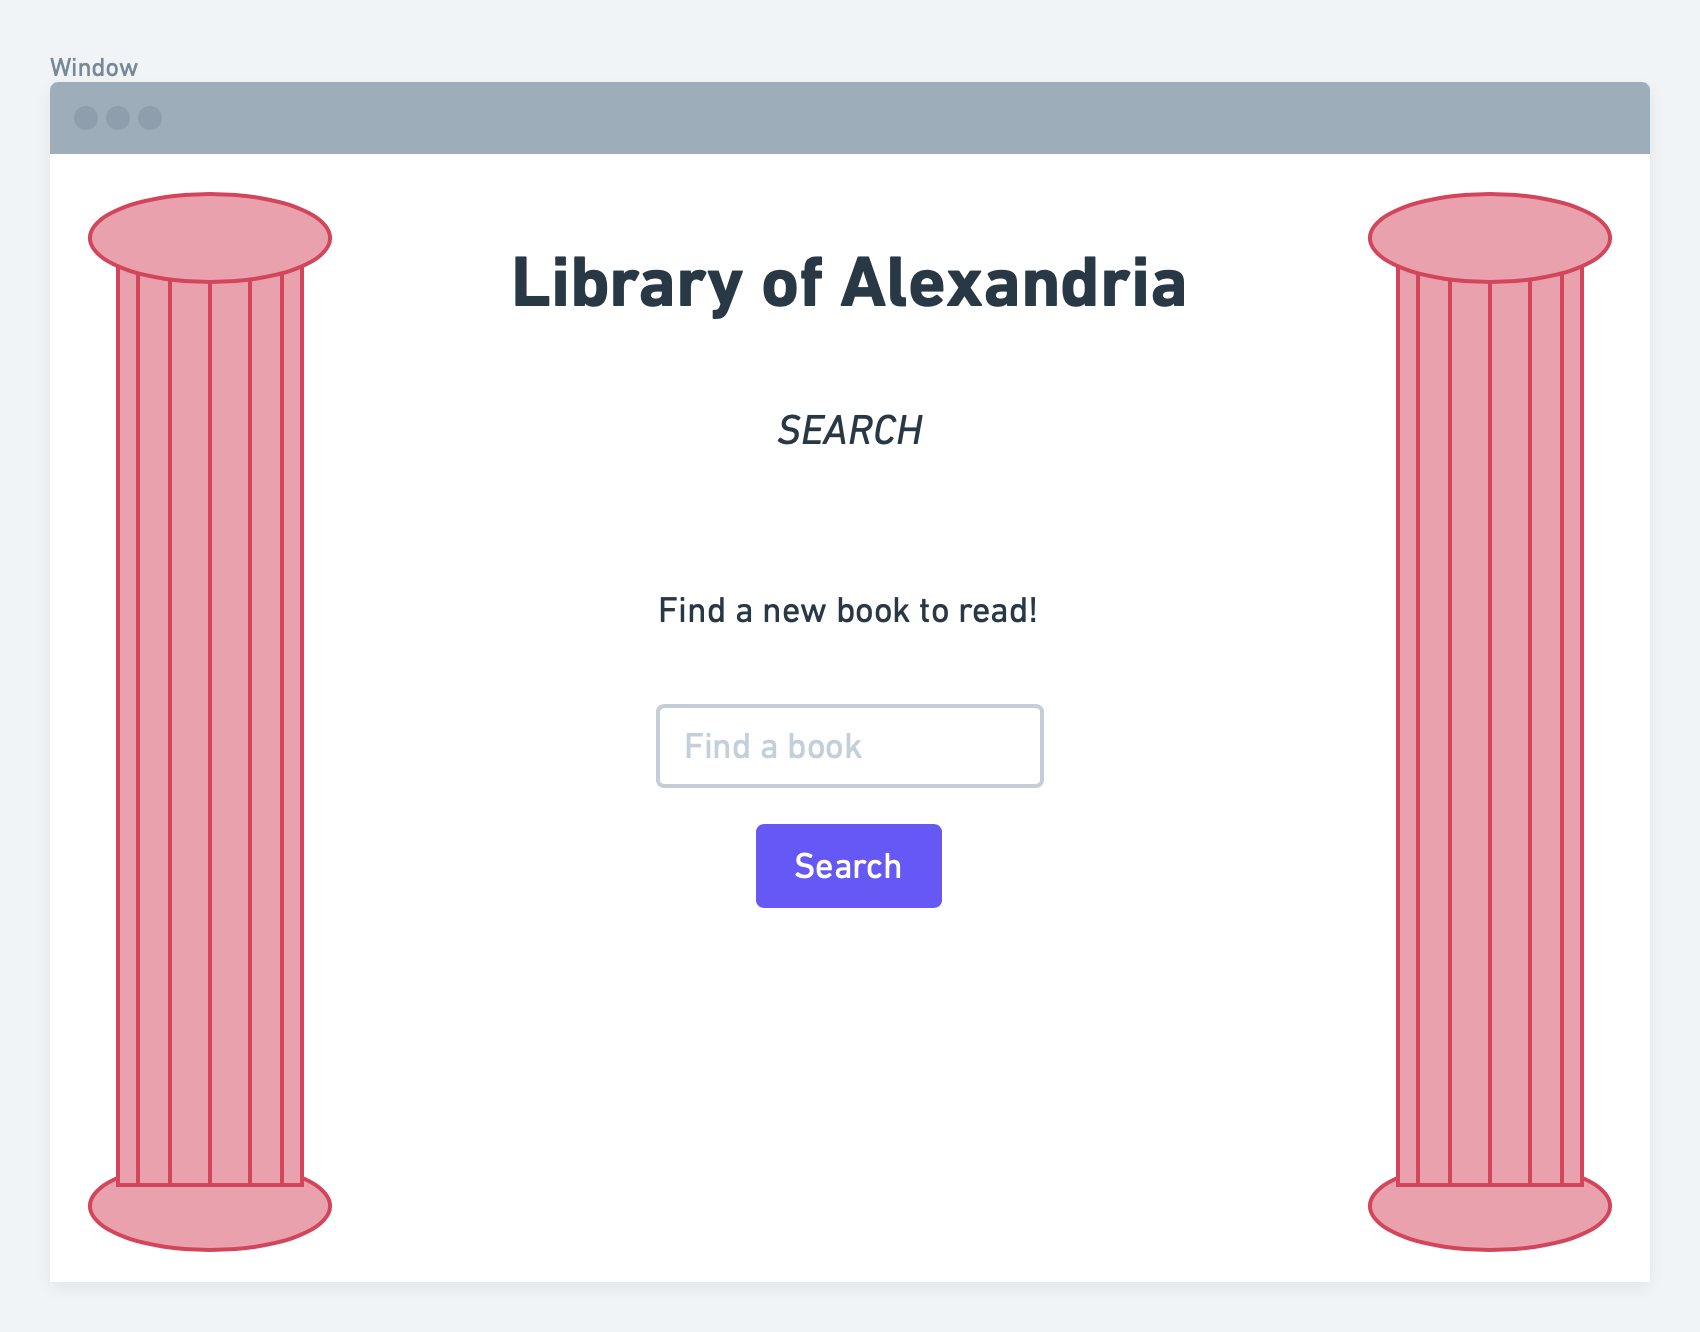 Window
Library of Alexandria
SEARCH
Find a new book to read!
Find a book
Search